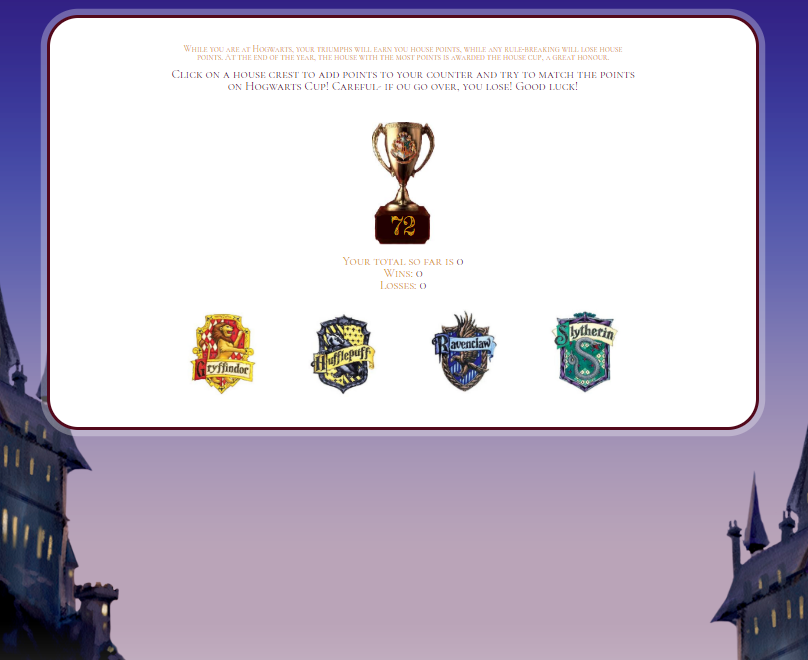 While you are at Hogwarts, your triumphs will earn you house points, while any rule-breaking will lose house
points. At the end of the year, the house with the most points is awarded the house cup, a great honour.
Click on a house crest to add points to your counter and try to match the points
on Hogwarts Cup! Careful- if ou go over, you lose! Good luck!
72
Your total so far is 0
Wins: 0
Losses: 0
Gryffindor
Hufflepuff
Ravenclaw
Slytherin